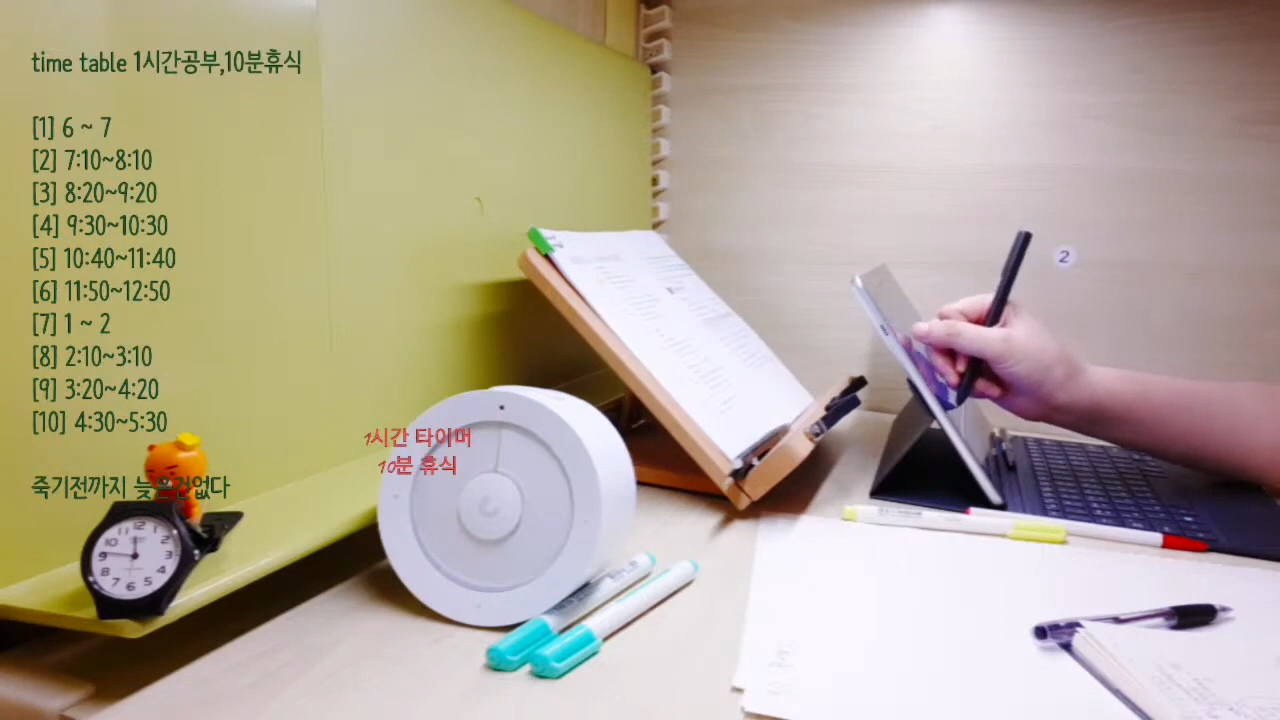 time table 1시간공부,10분휴식
[1] 6 ~ 7
[2] 7:10~8:10
[3] 8:20~9:20
[4] 9:30~10:30
[5] 10:40~11:40
[6] 11:50~12:50
[7] 1 ~ 2
[8] 2:10~3:10
[9] 3:20~4:20
[10] 4:30~5:30
죽기전까지 늦은건없다
1시간 타이머
10분 휴식
2